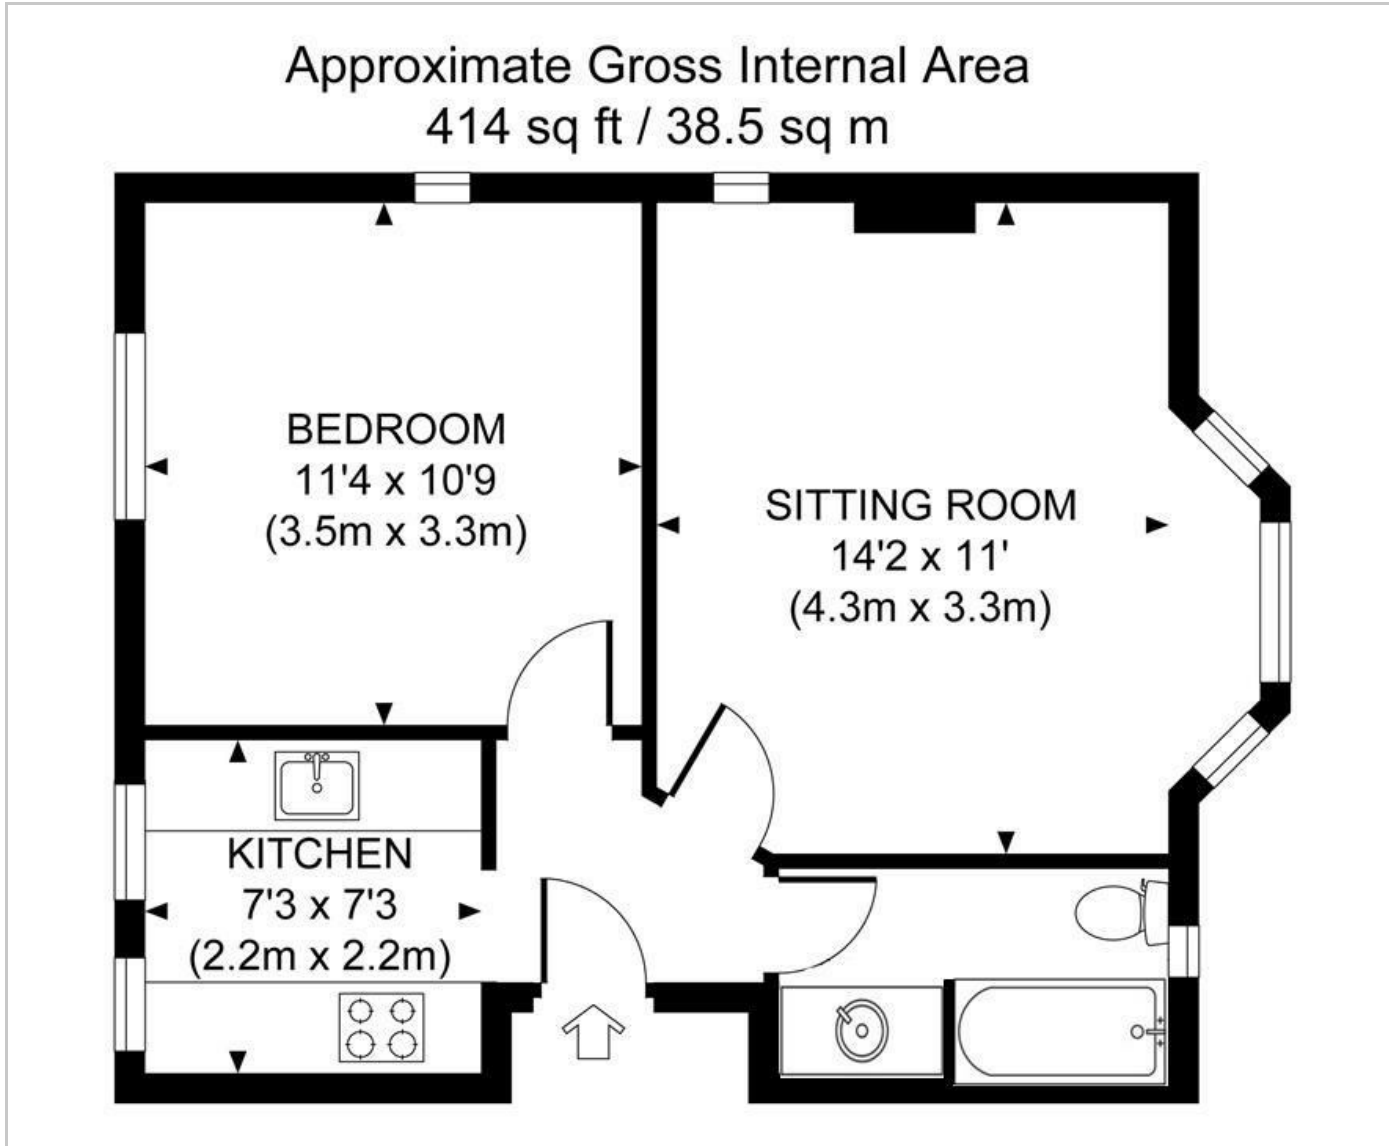 Approximate Gross Internal Area
414 sq ft / 38.5 sq m
BEDROOM
11'4 x 10'9
(3.5m x 3.3m)
SITTING ROOM
14'2 x 11'
(4.3m x 3.3m)
KITCHEN
7'3 x 7'3
(2.2m x 2.2m)